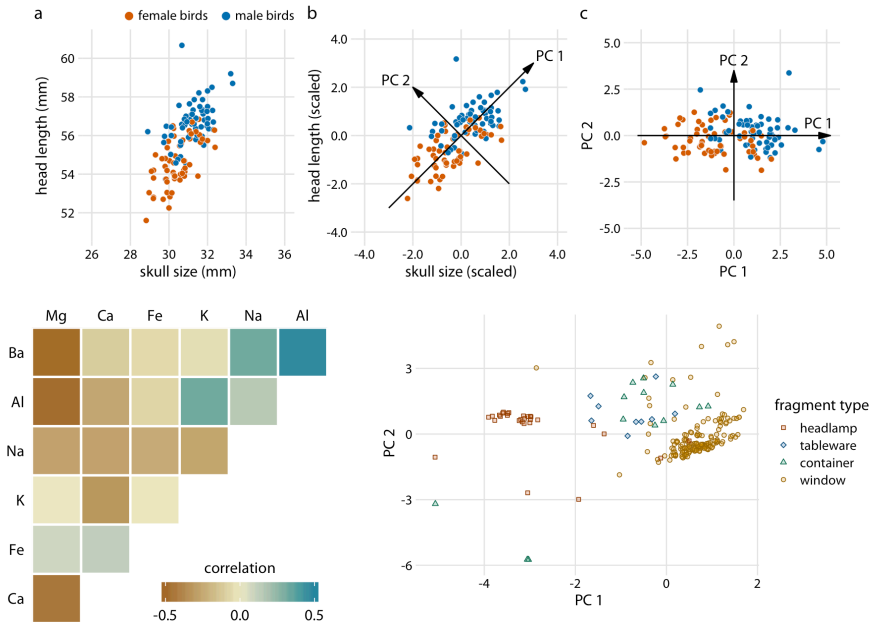 a
female birds
male birds
60
58
56
54
52
head length (mm)
26 28 30 32 34 36
skull size (mm)
b
4.0
2.0
0.0
-2.0
-4.0
head length (scaled)
PC 1
PC 2
-4.0 -2.0 0.0 2.0 4.0
skull size (scaled)
c
5.0
2.5
0.0
-2.5
-5.0
PC 2
PC 2
PC 1
-5.0 -2.5 0.0 2.5 5.0
PC 1
Mg Ca Fe K Na Al
Ba
Al
Na
K
Fe
Ca
correlation
-0.5 0.0 0.5
3
0
-3
-6
PC 2
-4 -2 0 2
PC 1
fragment type
headlamp
tableware
container
window